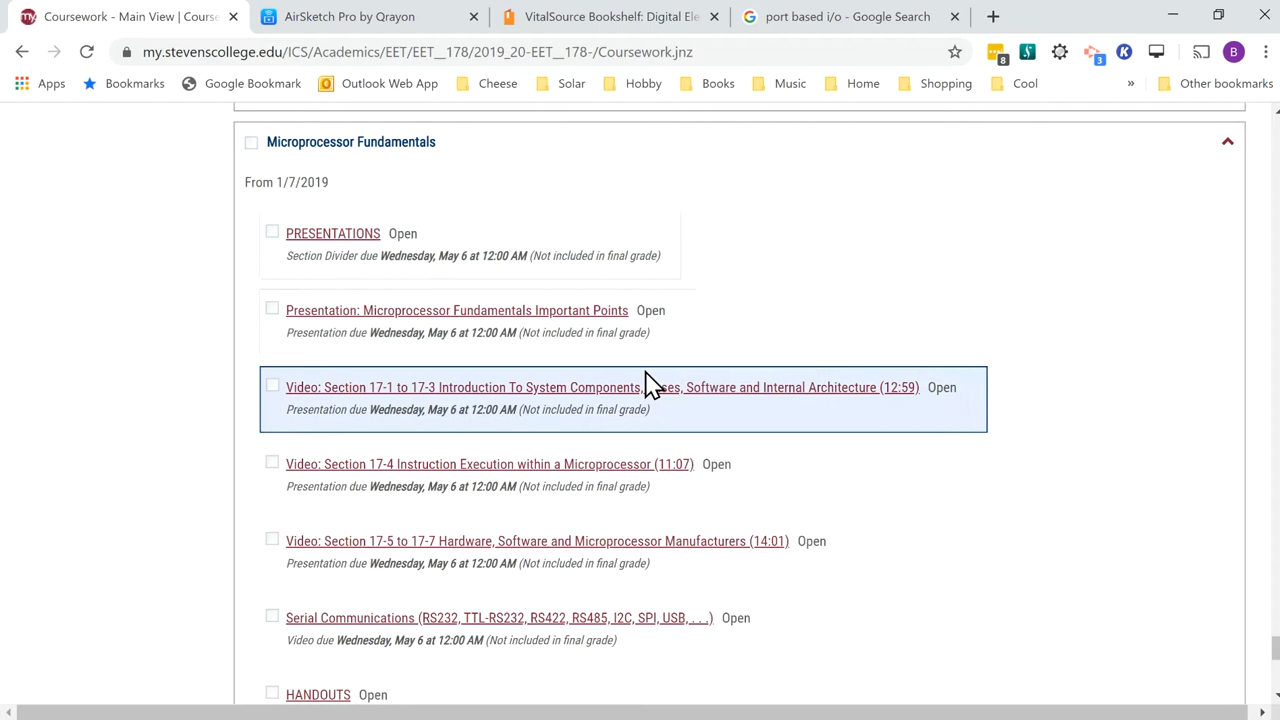 Coursework - Main View | Course
AirSketch Pro by Qrayon
VitalSource Bookshelf: Digital Ele
port based i/o - Google Search
my.stevenscollege.edu/ICS/Academics/EET/EET__178/2019_20-EET__178-/Coursework.jnz
8
3
B
Apps
Bookmarks
Google Bookmark
Outlook Web App
Cheese
Solar
Hobby
Books
Music
Home
Shopping
Cool
»
Other bookmarks
Microprocessor Fundamentals
From 1/7/2019
PRESENTATIONS Open
Section Divider due Wednesday, May 6 at 12:00 AM (Not included in final grade)
Presentation: Microprocessor Fundamentals Important Points Open
Presentation due Wednesday, May 6 at 12:00 AM (Not included in final grade)
Video: Section 17-1 to 17-3 Introduction To System Components, Software and Internal Architecture (12:59) Open
Presentation due Wednesday, May 6 at 12:00 AM (Not included in final grade)
Video: Section 17-4 Instruction Execution within a Microprocessor (11:07) Open
Presentation due Wednesday, May 6 at 12:00 AM (Not included in final grade)
Video: Section 17-5 to 17-7 Hardware, Software and Microprocessor Manufacturers (14:01) Open
Presentation due Wednesday, May 6 at 12:00 AM (Not included in final grade)
Serial Communications (RS232, TTL-RS232, RS422, RS485, I2C, SPI, USB, . . .) Open
Video due Wednesday, May 6 at 12:00 AM (Not included in final grade)
HANDOUTS Open